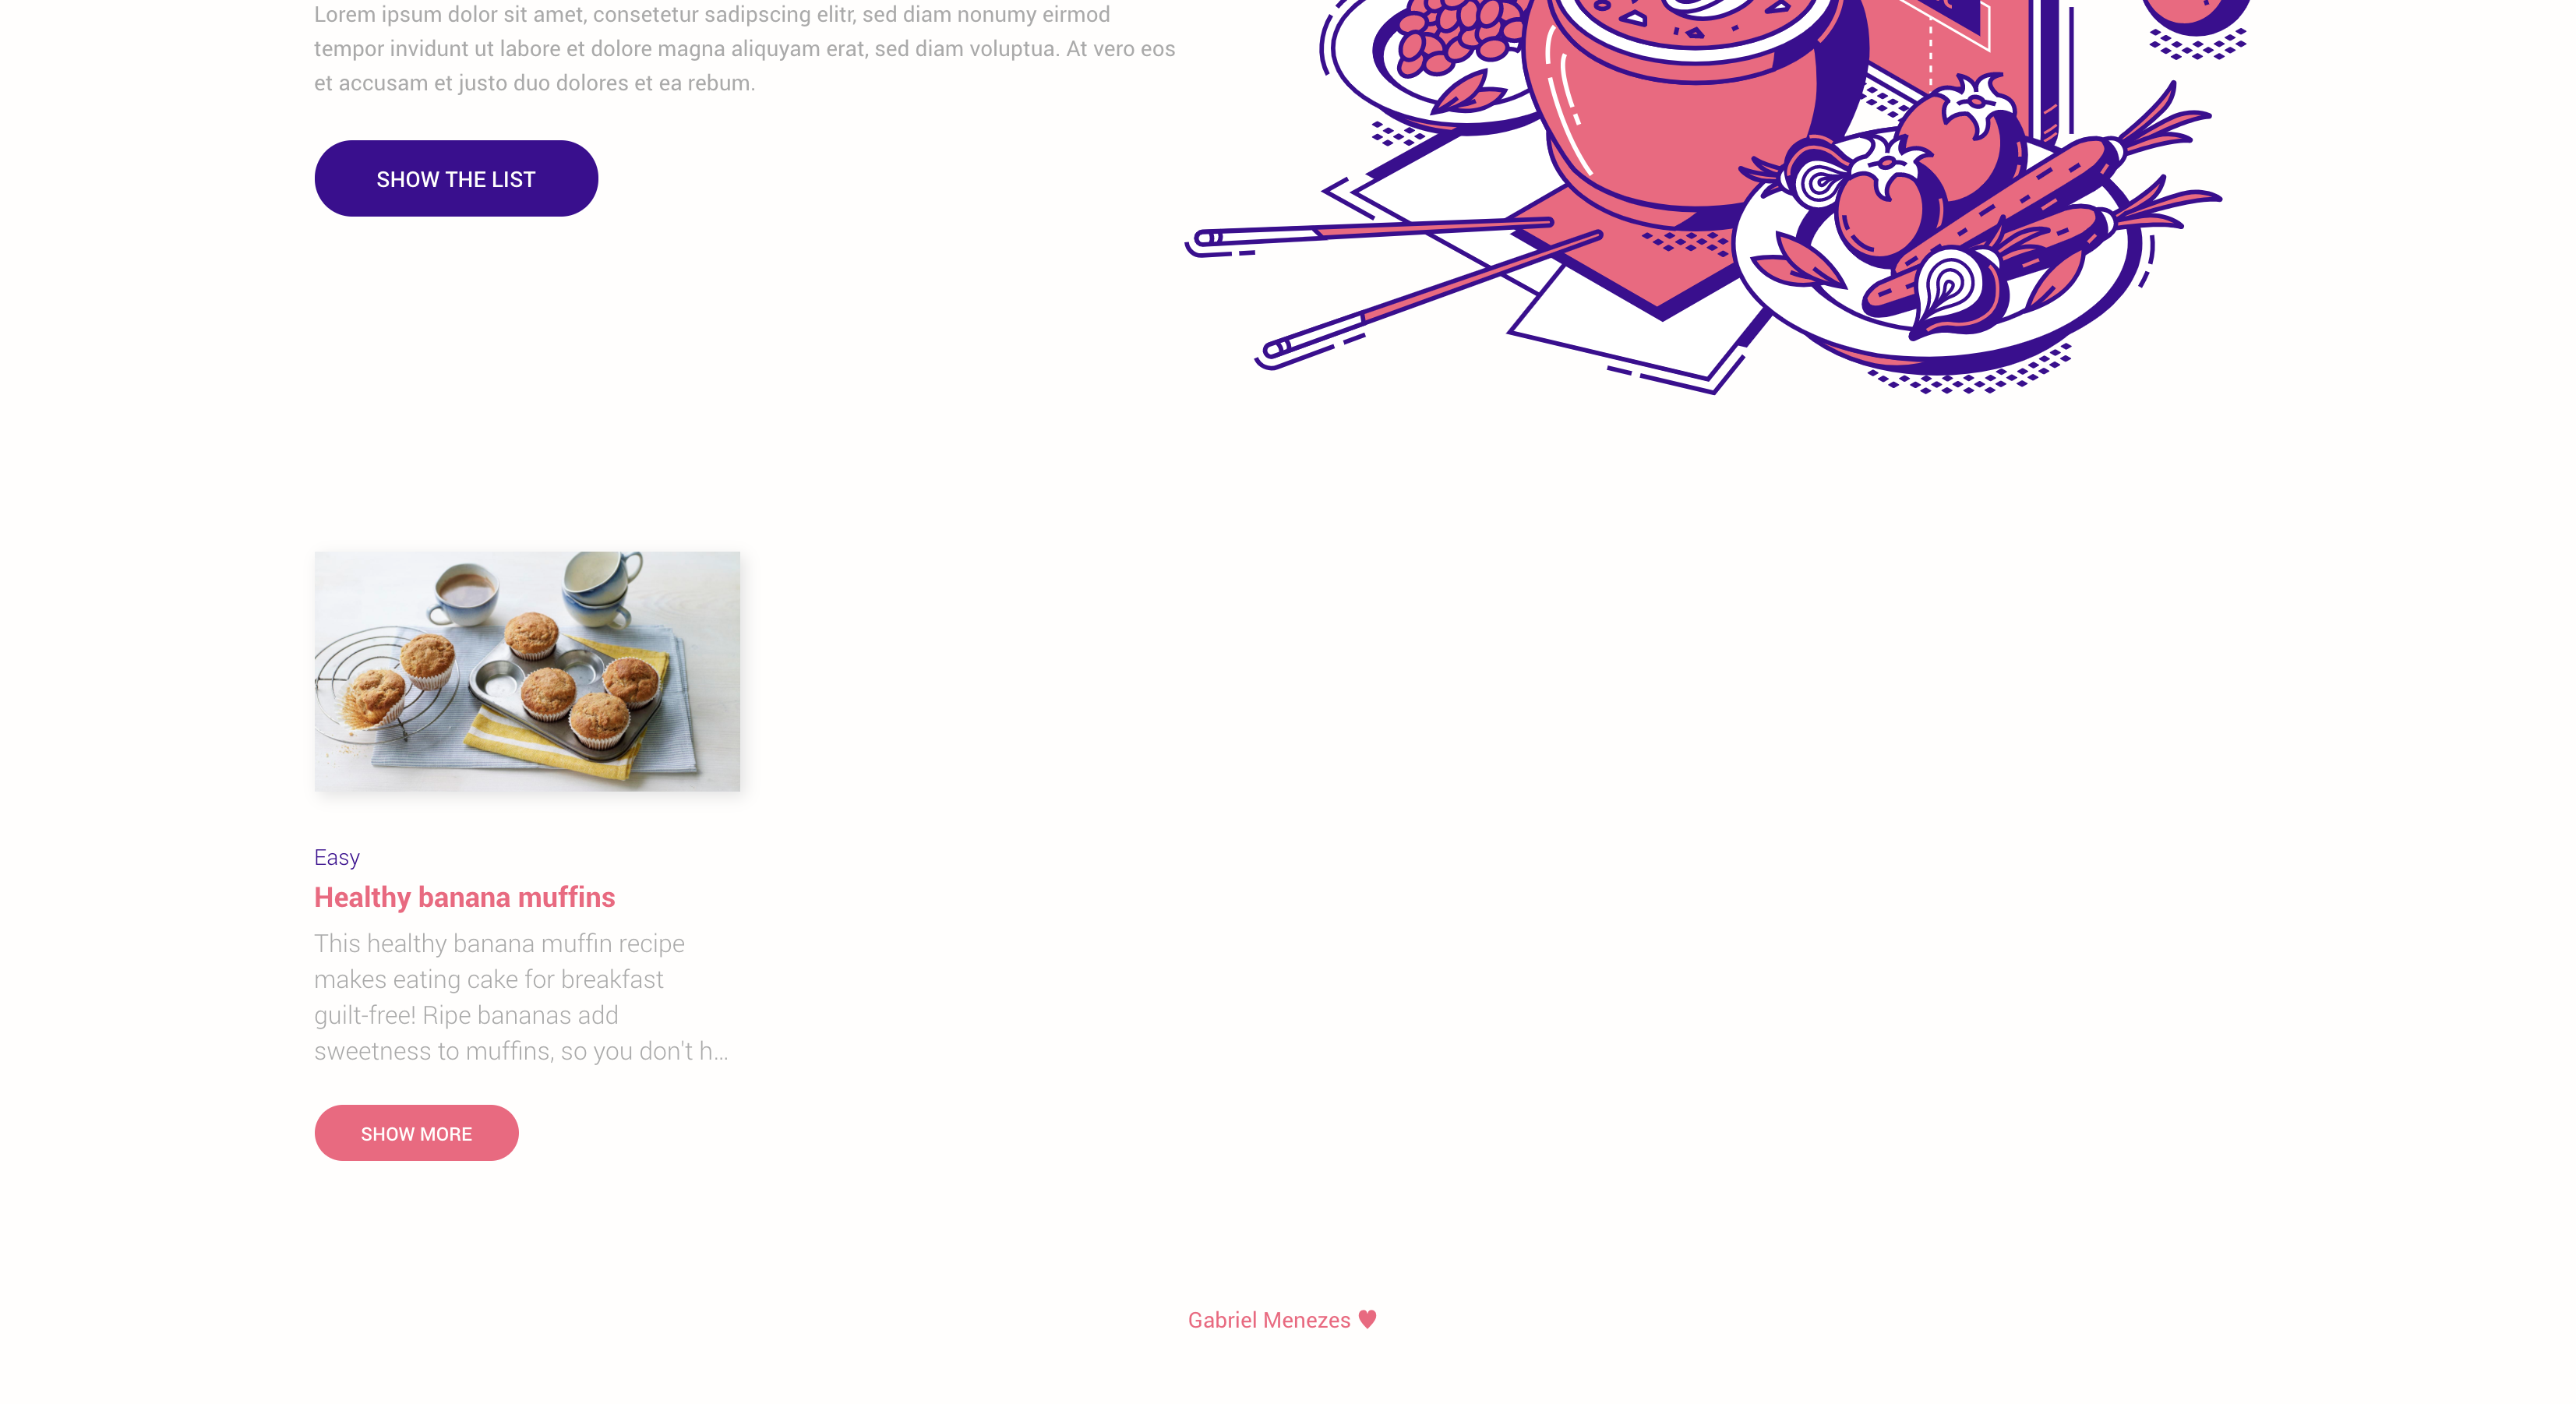 Lorem ipsum dolor sit amet, consetetur sadipscing elitr, sed diam nonumy eirmod
tempor invidunt ut labore et dolore magna aliquyam erat, sed diam voluptua. At vero eos
et accusam et justo duo dolores et ea rebum.
SHOW THE LIST
Easy
Healthy banana muffins
This healthy banana muffin recipe
makes eating cake for breakfast
guilt-free! Ripe bananas add
sweetness to muffins, so you don't h...
SHOW MORE
Gabriel Menezes ♥